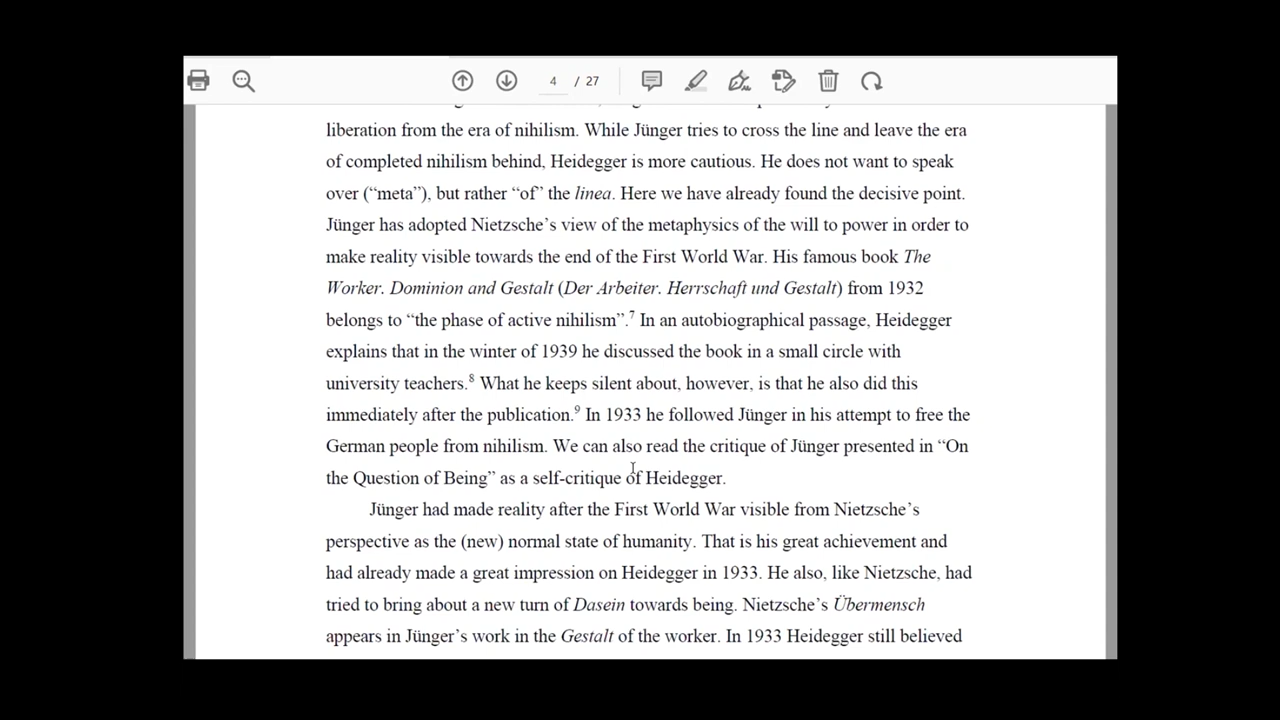 4 / 27
liberation from the era of nihilism. While Jünger tries to cross the line and leave the era
of completed nihilism behind, Heidegger is more cautious. He does not want to speak
over (“meta”), but rather “of” the linea. Here we have already found the decisive point.
Jünger has adopted Nietzsche’s view of the metaphysics of the will to power in order to
make reality visible towards the end of the First World War. His famous book The
Worker. Dominion and Gestalt (Der Arbeiter. Herrschaft und Gestalt) from 1932
belongs to “the phase of active nihilism”.7 In an autobiographical passage, Heidegger
explains that in the winter of 1939 he discussed the book in a small circle with
university teachers.8 What he keeps silent about, however, is that he also did this
immediately after the publication.9 In 1933 he followed Jünger in his attempt to free the
German people from nihilism. We can also read the critique of Jünger presented in “On
the Question of Being” as a self-critique of Heidegger.
Jünger had made reality after the First World War visible from Nietzsche’s
perspective as the (new) normal state of humanity. That is his great achievement and
had already made a great impression on Heidegger in 1933. He also, like Nietzsche, had
tried to bring about a new turn of Dasein towards being. Nietzsche’s Übermensch
appears in Jünger’s work in the Gestalt of the worker. In 1933 Heidegger still believed